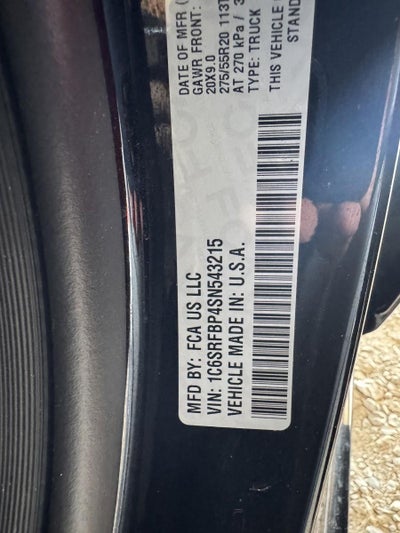 DATE OF MFR
GAWR FRONT
20X9.0
275/55R20 113T
AT 270 kPa /
TYPE: TRUCK
THIS VEHICLE
STAND
MFD BY: FCA US LLC
VIN: 1C6SRFBP4SN543215
VEHICLE MADE IN: U.S.A.